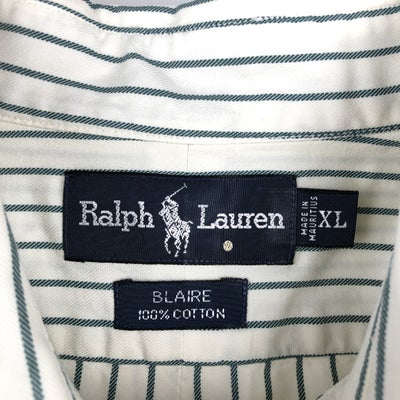 Ralph Lauren
MADE IN
MAURITIUS
XL
BLAIRE
100% COTTON